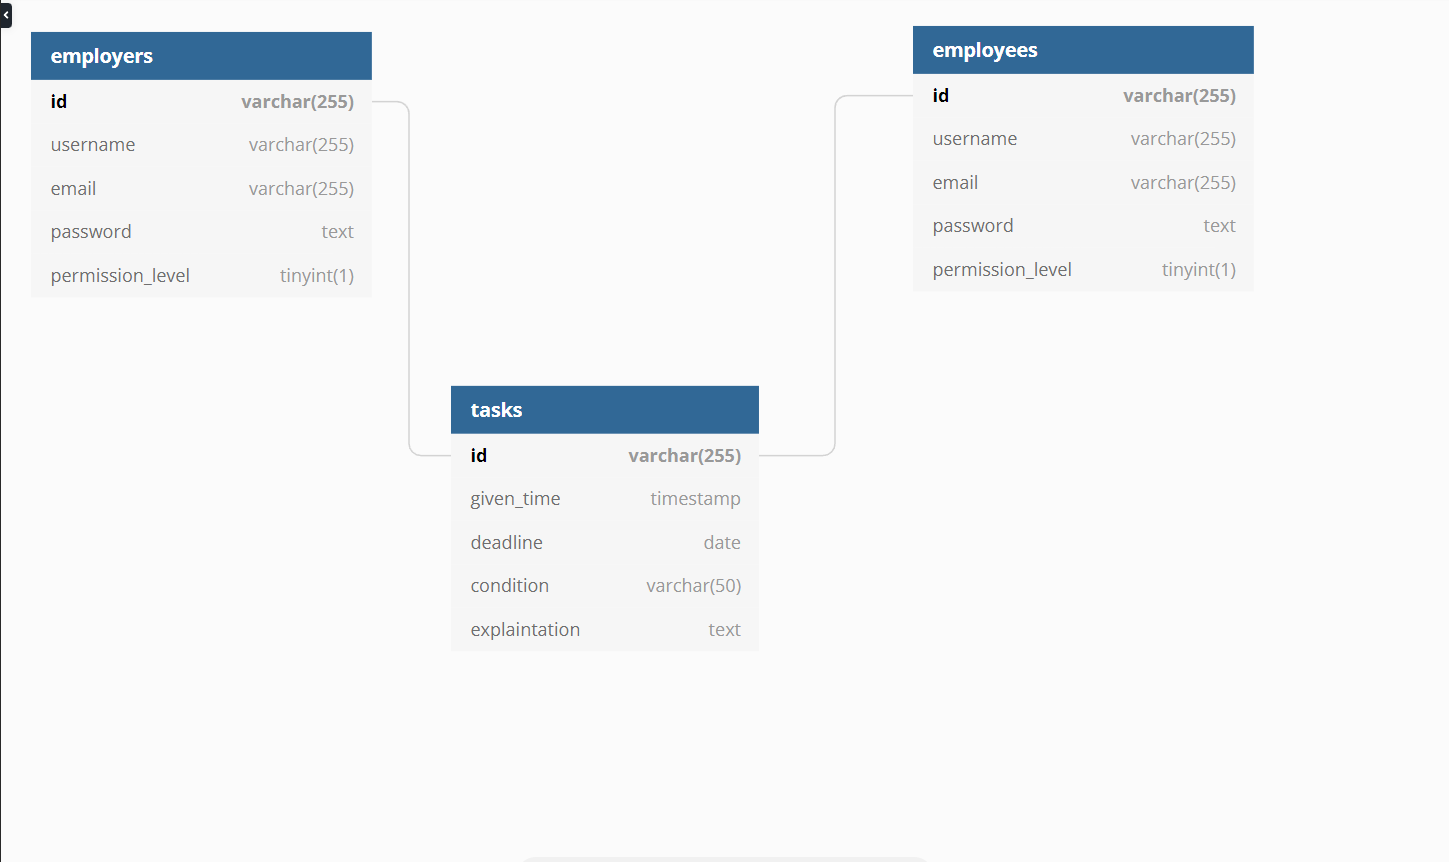 employers
id varchar(255)
username varchar(255)
email varchar(255)
password text
permission_level tinyint(1)
employees
id varchar(255)
username varchar(255)
email varchar(255)
password text
permission_level tinyint(1)
tasks
id varchar(255)
given_time timestamp
deadline date
condition varchar(50)
explaintation text